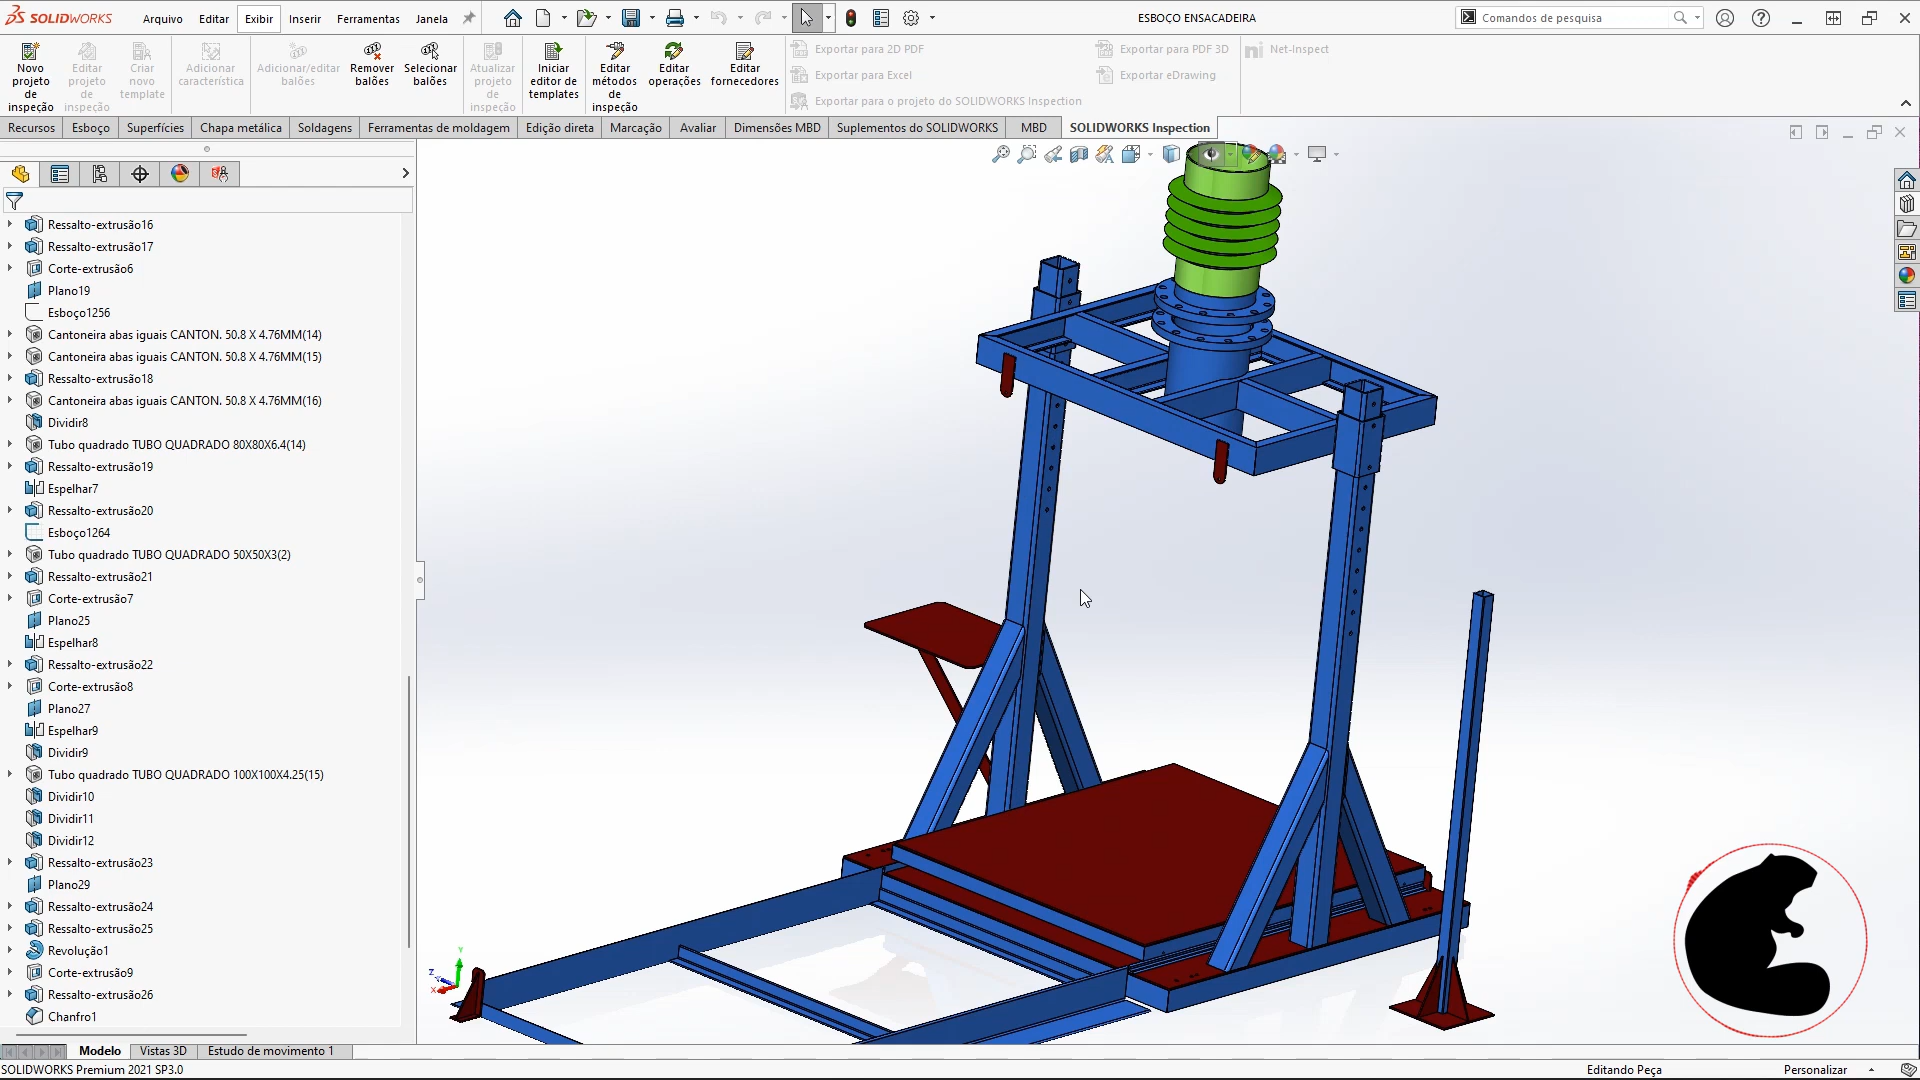 SOLIDWORKS
Arquivo
Editar
Exibir
Inserir
Ferramentas
Janela
ESBOÇO ENSACADEIRA
Comandos de pesquisa
Novo projeto de inspeção
Editar projeto de inspeção
Criar novo template
Adicionar característica
Adicionar/editar balões
Remover balões
Selecionar balões
Atualizar projeto de inspeção
Iniciar editor de templates
Editar métodos de inspeção
Editar operações
Editar fornecedores
Exportar para 2D PDF
Exportar para Excel
Exportar para o projeto do SOLIDWORKS Inspection
Exportar para PDF 3D
Exportar eDrawing
Net-Inspect
Recursos
Esboço
Superfícies
Chapa metálica
Soldagens
Ferramentas de moldagem
Edição direta
Marcação
Avaliar
Dimensões MBD
Suplementos do SOLIDWORKS
MBD
SOLIDWORKS Inspection
Ressalto-extrusão16
Ressalto-extrusão17
Corte-extrusão6
Plano19
Esboço1256
Cantoneira abas iguais CANTON. 50.8 X 4.76MM(14)
Cantoneira abas iguais CANTON. 50.8 X 4.76MM(15)
Ressalto-extrusão18
Cantoneira abas iguais CANTON. 50.8 X 4.76MM(16)
Dividir8
Tubo quadrado TUBO QUADRADO 80X80X6.4(14)
Ressalto-extrusão19
Espelhar7
Ressalto-extrusão20
Esboço1264
Tubo quadrado TUBO QUADRADO 50X50X3(2)
Ressalto-extrusão21
Corte-extrusão7
Plano25
Espelhar8
Ressalto-extrusão22
Corte-extrusão8
Plano27
Espelhar9
Dividir9
Tubo quadrado TUBO QUADRADO 100X100X4.25(15)
Dividir10
Dividir11
Dividir12
Ressalto-extrusão23
Plano29
Ressalto-extrusão24
Ressalto-extrusão25
Revolução1
Corte-extrusão9
Ressalto-extrusão26
Chanfro1
Y
Z
X
Modelo
Vistas 3D
Estudo de movimento 1
SOLIDWORKS Premium 2021 SP3.0
Editando Peça
Personalizar